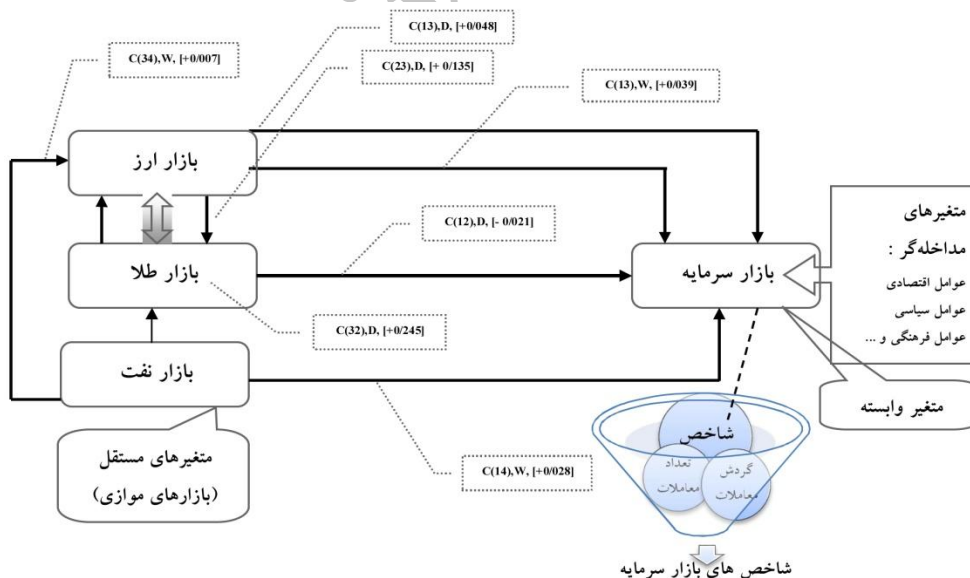 C(13),D, [+0/048]
C(34),W, [+0/007]
C(23),D, [+ 0/135]
C(13),W, [+0/039]
بازار ارز
متغیرهای
مداخله‌گر :
عوامل اقتصادی
عوامل سیاسی
عوامل فرهنگی و ...
C(12),D, [- 0/021]
بازار طلا
بازار سرمایه
C(32),D, [+0/245]
بازار نفت
متغیر وابسته
متغیرهای مستقل
(بازارهای موازی)
شاخص
تعداد
معاملات
گردش
معاملات
C(14),W, [+0/028]
شاخص های بازار سرمایه